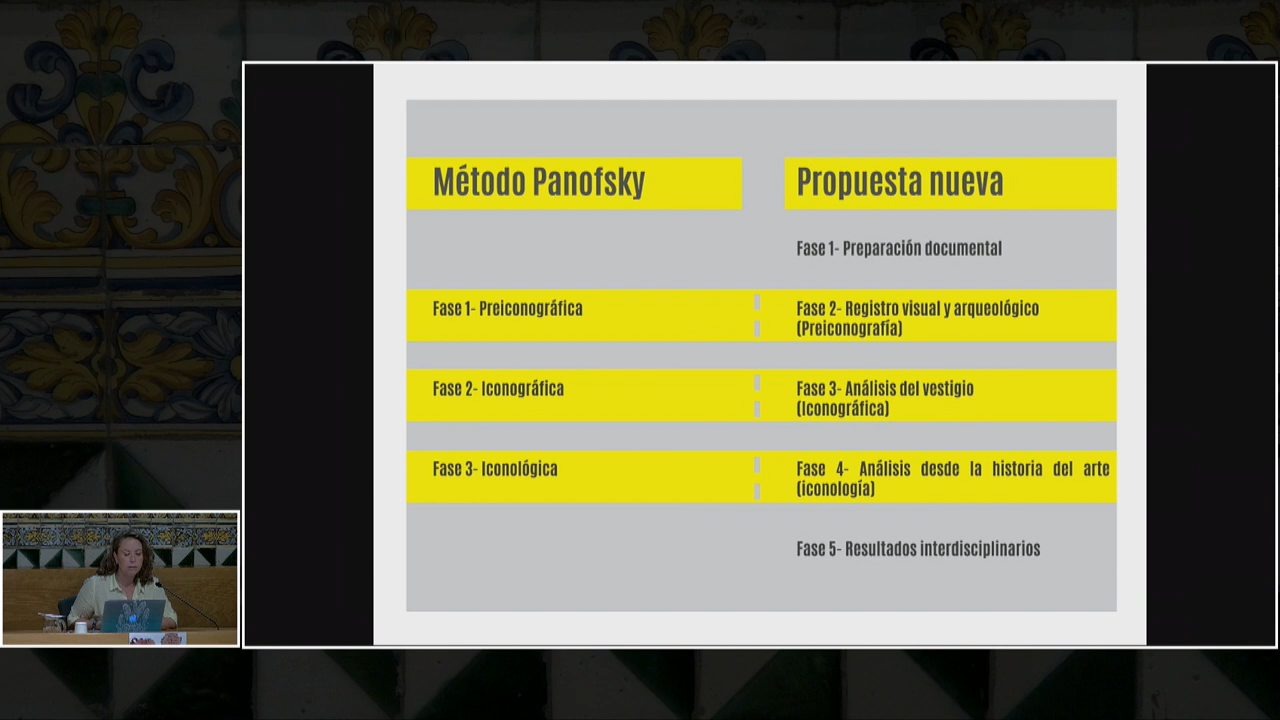 Método Panofsky
Propuesta nueva
Fase 1- Preparación documental
Fase 1- Preiconográfica
Fase 2- Registro visual y arqueológico
(Preiconografía)
Fase 2- Iconográfica
Fase 3- Análisis del vestigio
(Iconográfica)
Fase 3- Iconológica
Fase 4- Análisis desde la historia del arte
(iconología)
Fase 5- Resultados interdisciplinarios